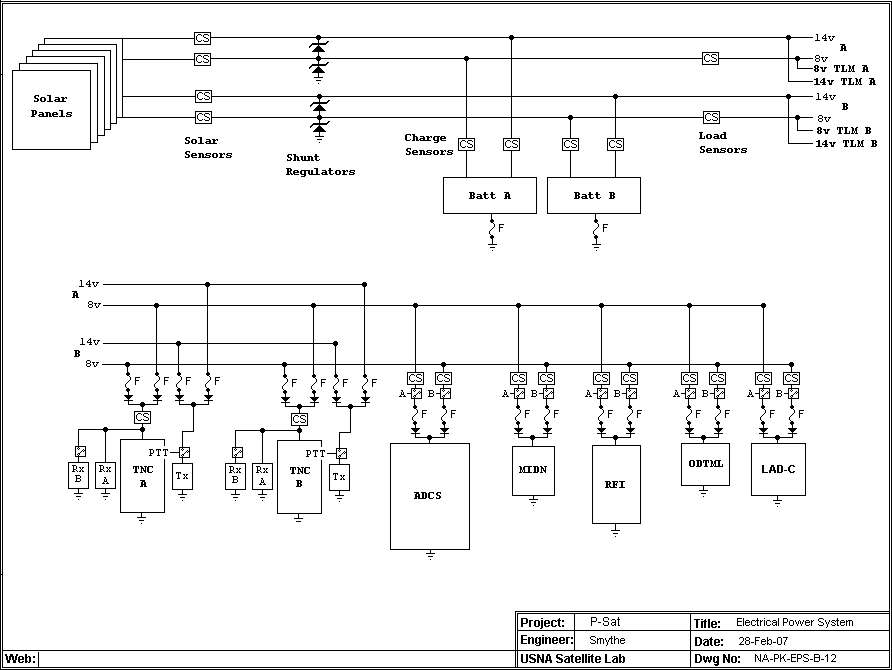 CS 14v
A
CS CS 8v
8v TLM A
14v TLM A
CS 14v
B
CS CS 8v
8v TLM B
14v TLM B
Solar
Panels
Solar
Sensors
Shunt
Regulators
Charge
Sensors
CS CS CS CS
Load
Sensors
Batt A Batt B
F F
14v
A
8v
14v
B
8v
F F F F F F F F
CS CS CS CS CS CS CS CS CS CS
A B A B A B A B A B
F F F F F
CS CS
PTT PTT
Rx
B
Rx
A
TNC
A
Tx
Rx
B
Rx
A
TNC
B
Tx
ADCS
MIDN
RFI
ODTML
LAD-C
Project: P-Sat Title: Electrical Power System
Engineer: Smythe Date: 28-Feb-07
Web: USNA Satellite Lab Dwg No: NA-PK-EPS-B-12